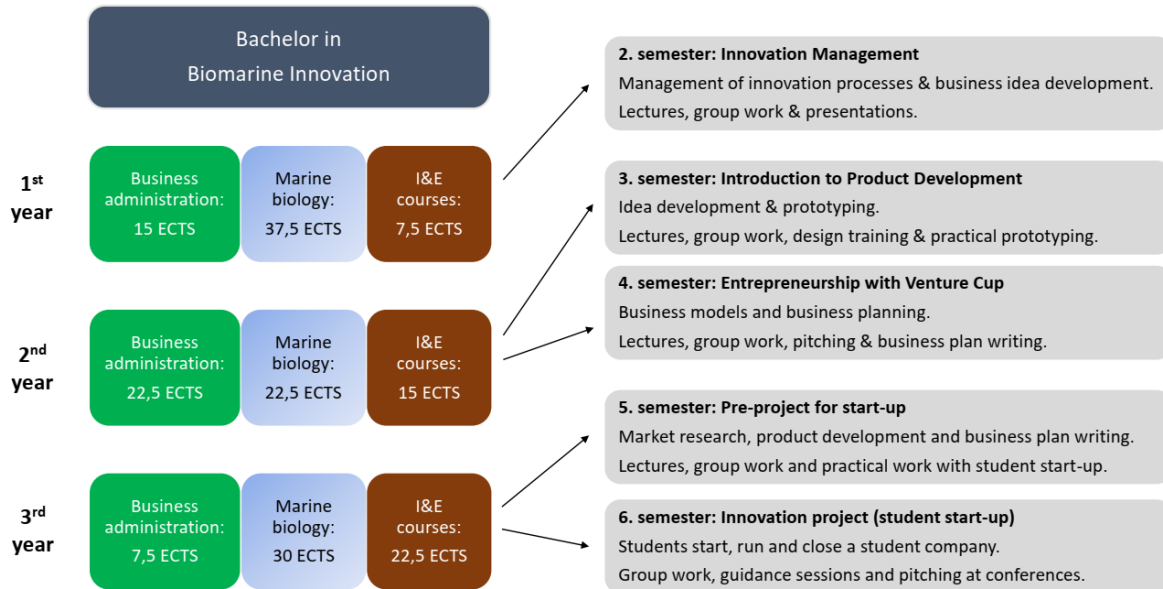 Bachelor in
Biomarine Innovation
1st
year
Business
administration:
15 ECTS
Marine
biology:
37,5 ECTS
I&E
courses:
7,5 ECTS
2nd
year
Business
administration:
22,5 ECTS
Marine
biology:
22,5 ECTS
I&E
courses:
15 ECTS
3rd
year
Business
administration:
7,5 ECTS
Marine
biology:
30 ECTS
I&E
courses:
22,5 ECTS
2. semester: Innovation Management
Management of innovation processes & business idea development.
Lectures, group work & presentations.
3. semester: Introduction to Product Development
Idea development & prototyping.
Lectures, group work, design training & practical prototyping.
4. semester: Entrepreneurship with Venture Cup
Business models and business planning.
Lectures, group work, pitching & business plan writing.
5. semester: Pre-project for start-up
Market research, product development and business plan writing.
Lectures, group work and practical work with student start-up.
6. semester: Innovation project (student start-up)
Students start, run and close a student company.
Group work, guidance sessions and pitching at conferences.